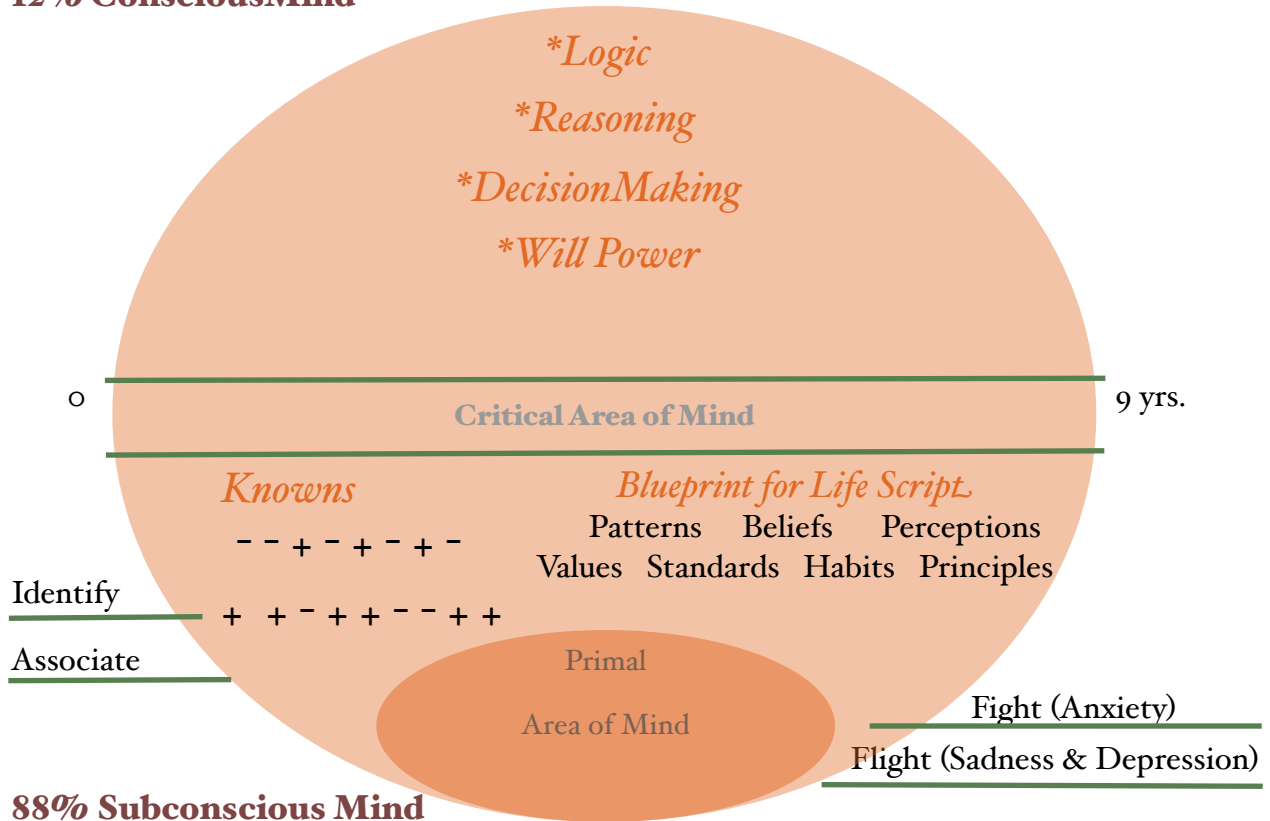 12% ConsciousMind
*Logic
*Reasoning
*DecisionMaking
*Will Power
0
9 yrs.
Critical Area of Mind
Knowns
Blueprint for Life Script
Patterns Beliefs Perceptions
- - + - + - + -
Values Standards Habits Principles
Identify
+ + - + + - - + +
Associate
Primal
Area of Mind
Fight (Anxiety)
Flight (Sadness & Depression)
88% Subconscious Mind